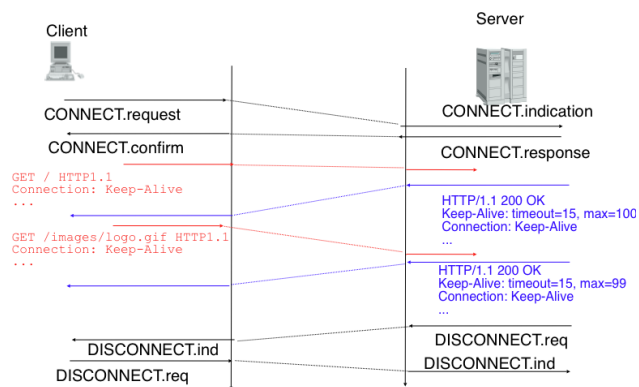 Client
Server
CONNECT.request
CONNECT.indication
CONNECT.confirm
CONNECT.response
GET / HTTP1.1
Connection: Keep-Alive
...
HTTP/1.1 200 OK
Keep-Alive: timeout=15, max=100
Connection: Keep-Alive
...
GET /images/logo.gif HTTP1.1
Connection: Keep-Alive
...
HTTP/1.1 200 OK
Keep-Alive: timeout=15, max=99
Connection: Keep-Alive
...
DISCONNECT.req
DISCONNECT.ind
DISCONNECT.ind
DISCONNECT.req